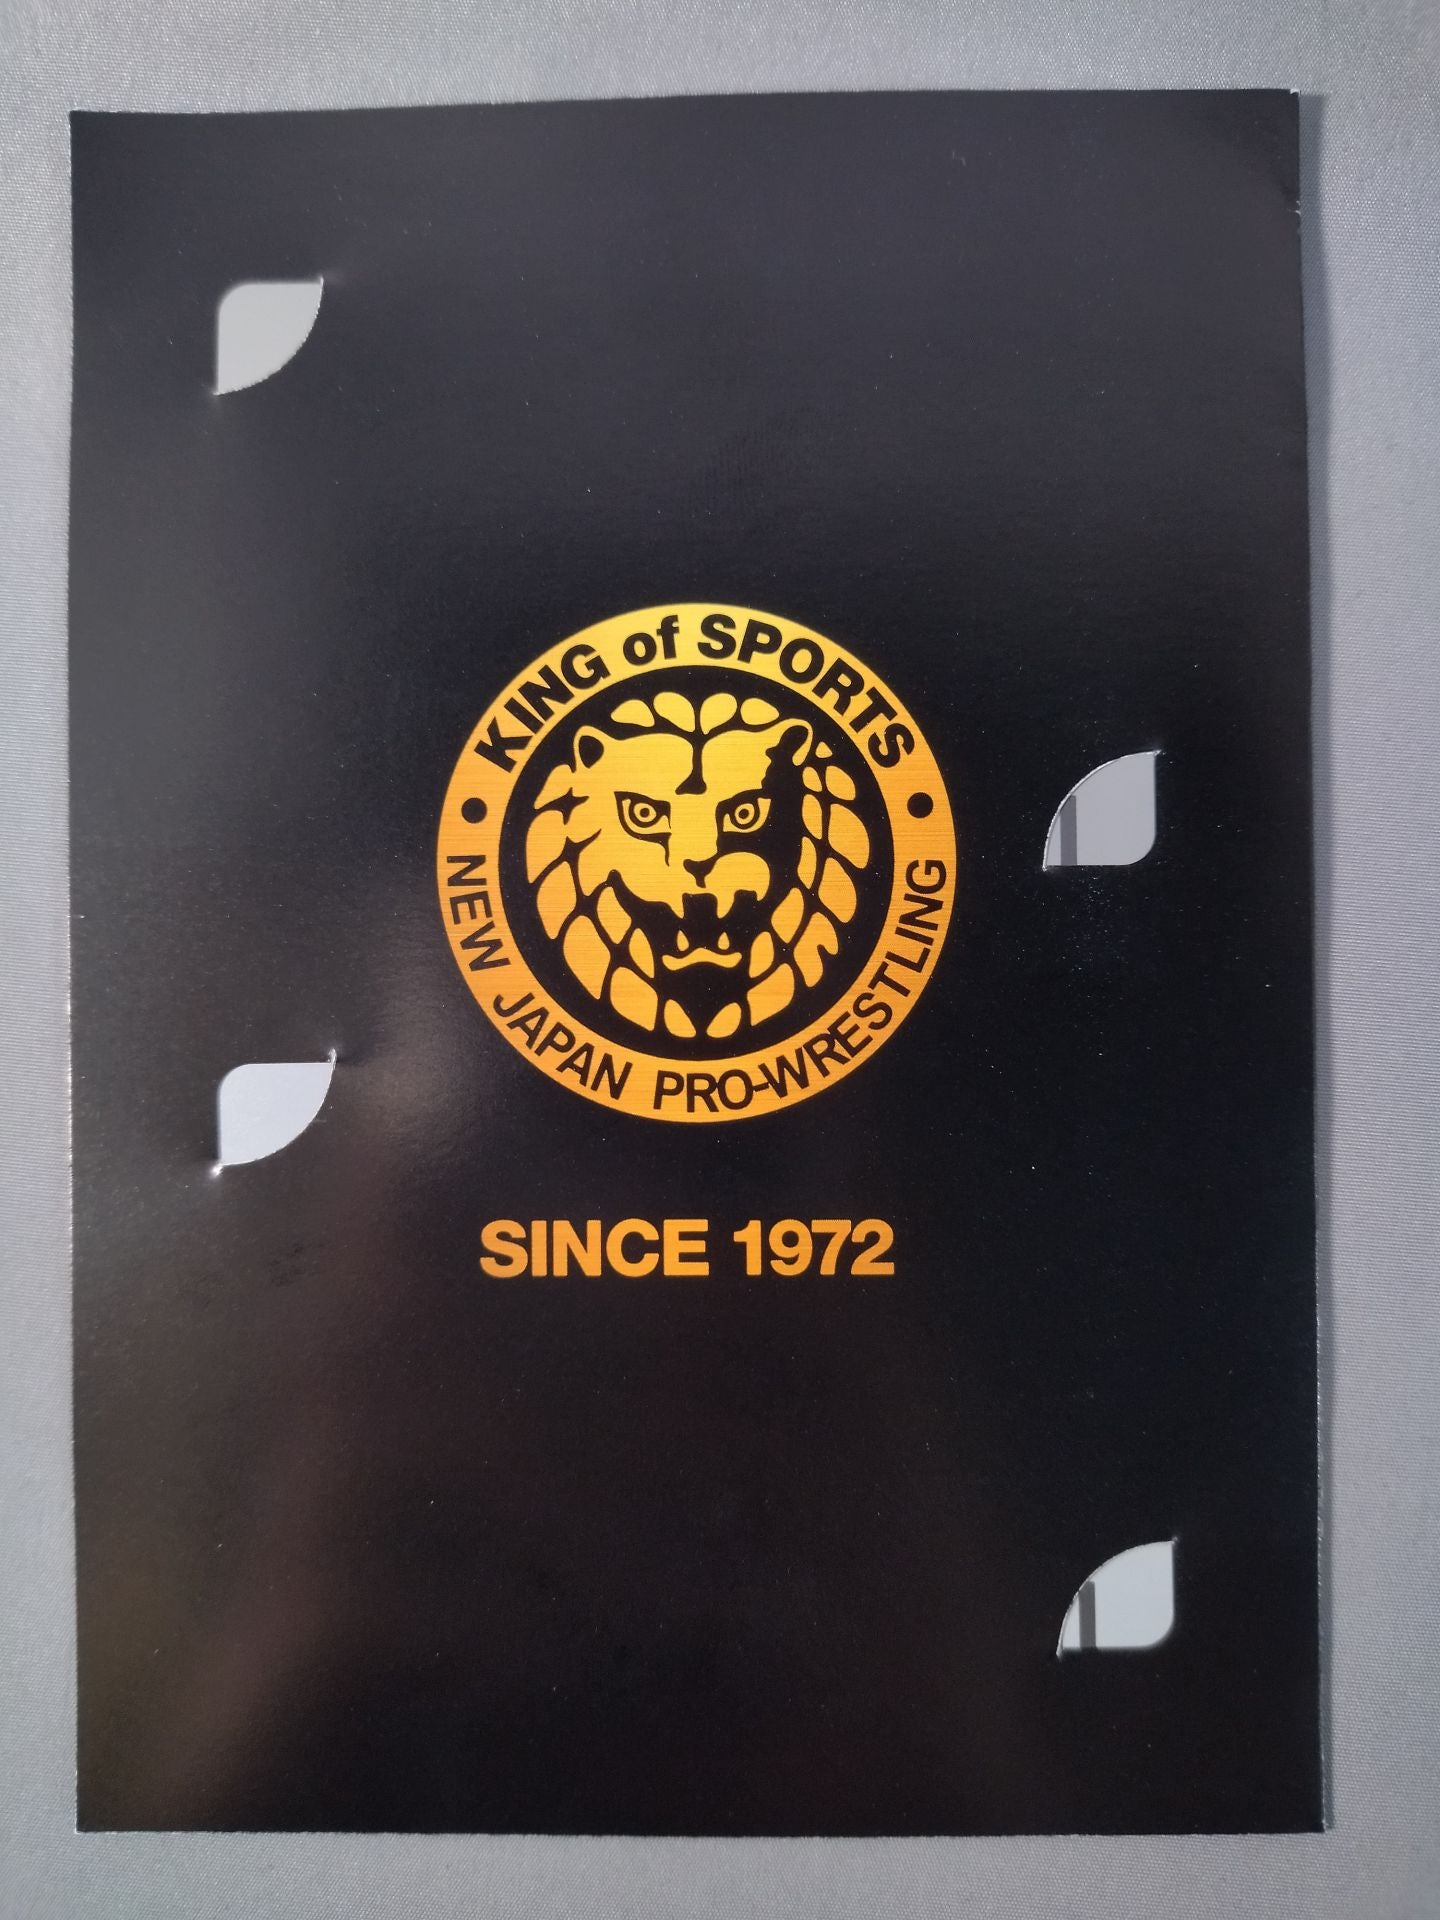 KING of SPORTS
NEW JAPAN PRO-WRESTLING
SINCE 1972